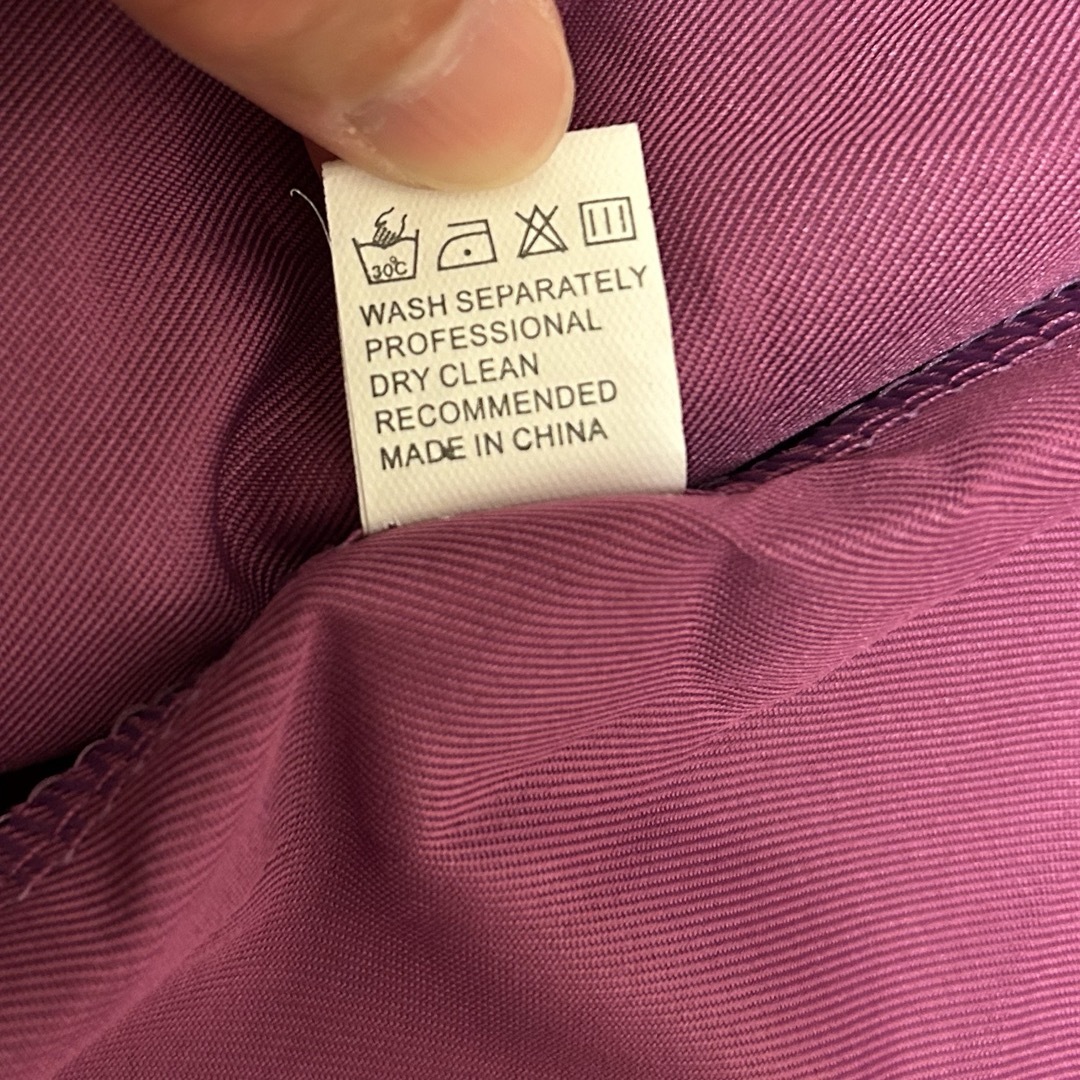 30°C
WASH SEPARATELY
PROFESSIONAL
DRY CLEAN
RECOMMENDED
MADE IN CHINA